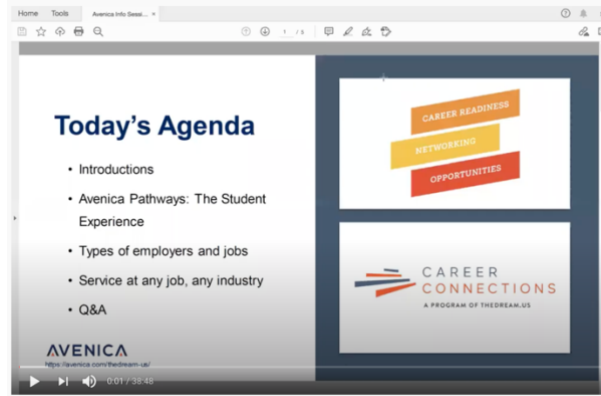 Home Tools Avenica Info Sessi... ×
1 / 5
Today's Agenda
• Introductions
• Avenica Pathways: The Student
Experience
• Types of employers and jobs
• Service at any job, any industry
• Q&A
AVENICA
https://avenica.com/thedream-us/
CAREER READINESS
NETWORKING
OPPORTUNITIES
CAREER
CONNECTIONS
A PROGRAM OF THEDREAM.US
0:01 / 38:48